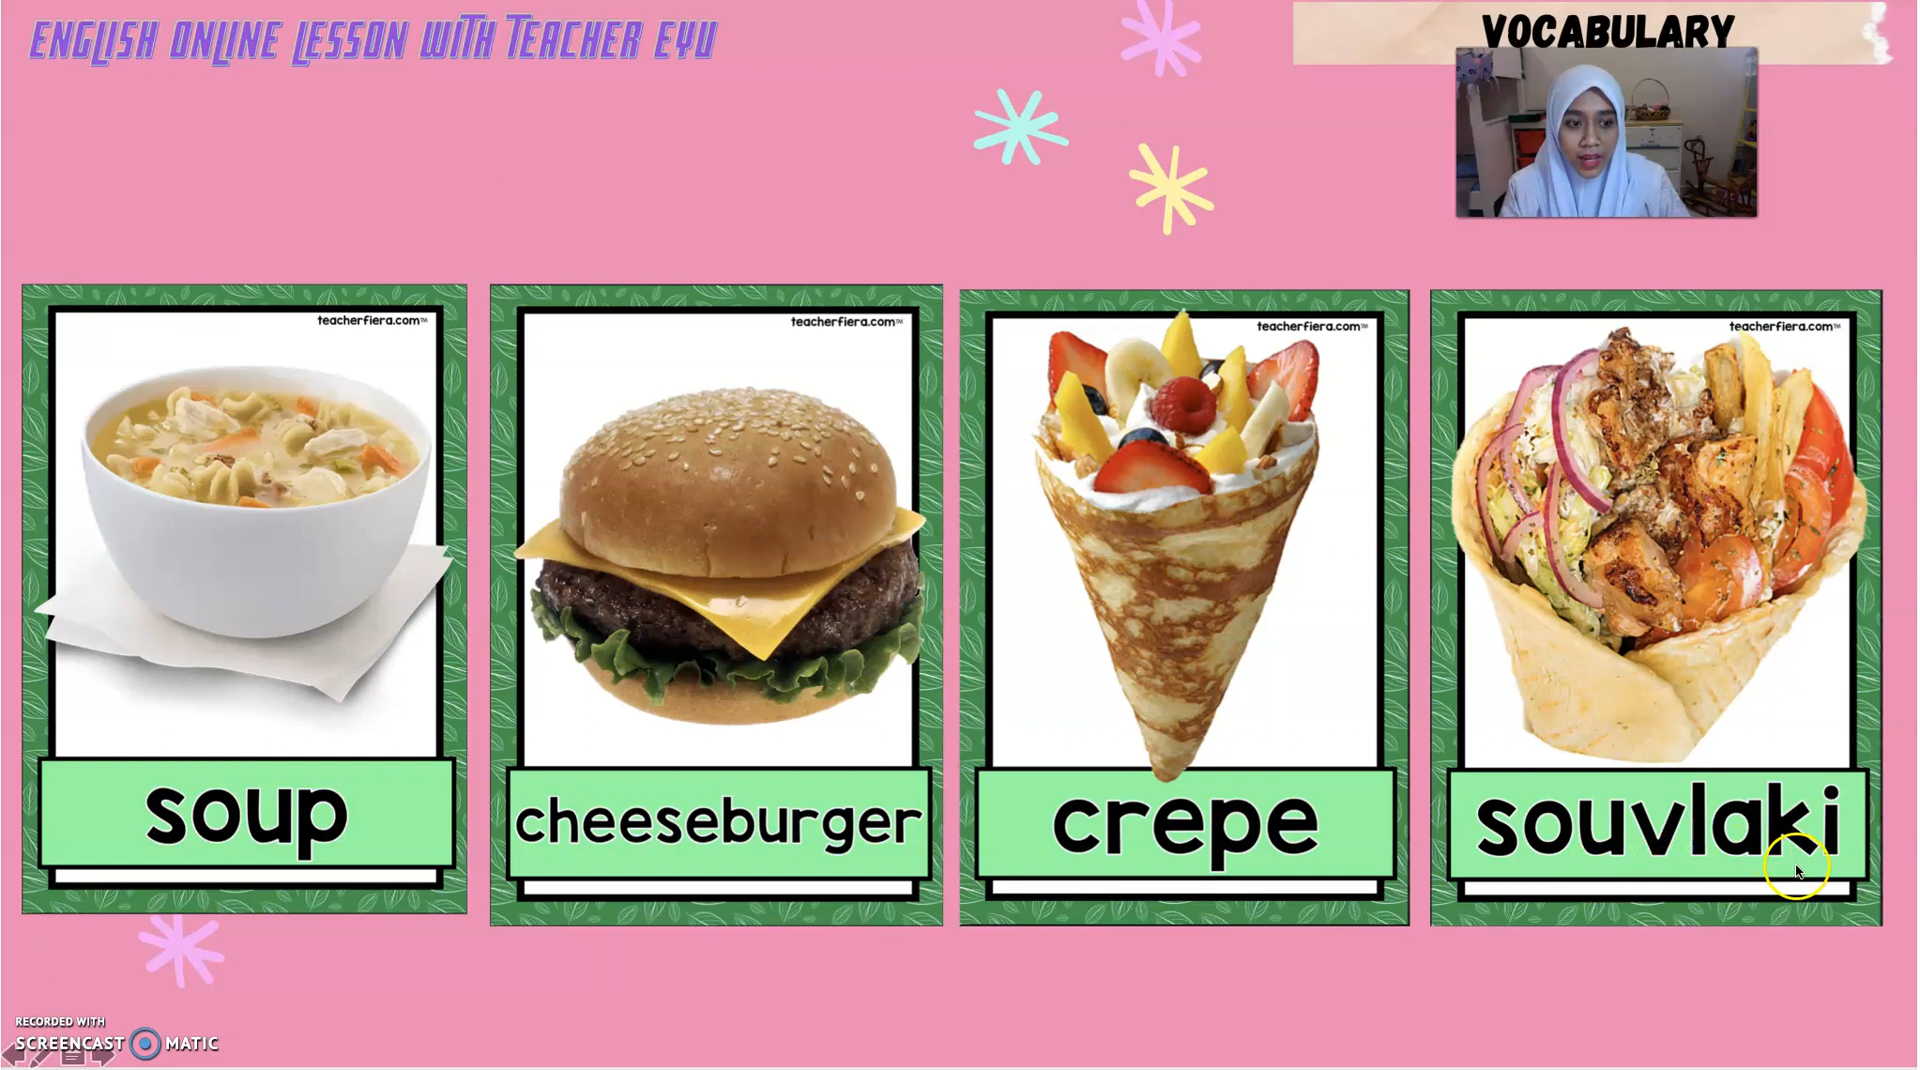 ENGLISH ONLINE LESSON WITH TEACHER EYU
VOCABULARY
teacherfiera.com™
soup
teacherfiera.com™
cheeseburger
teacherfiera.com™
crepe
teacherfiera.com™
souvlaki
RECORDED WITH
SCREENCAST MATIC